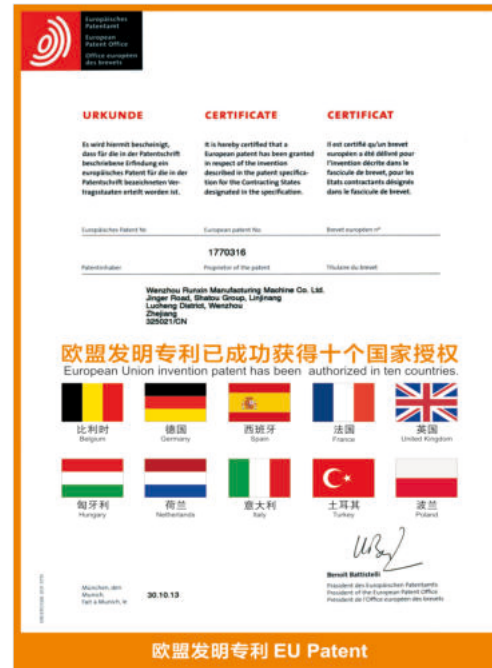 Europäisches
Patentamt
European
Patent Office
Office européen
des brevets
URKUNDE
CERTIFICATE
CERTIFICAT
Es wird hiermit bescheinigt,
dass für die in der Patentschrift
beschriebene Erfindung ein
europäisches Patent für die in der
Patentschrift bezeichneten Ver-
tragsstaaten erteilt worden ist.
It is hereby certified that a
European patent has been granted
in respect of the invention
described in the patent specifica-
tion for the Contracting States
designated in the specification.
Il est certifié qu'un brevet
européen a été délivré pour
l'invention décrite dans le
fascicule de brevet, pour les
Etats contractants désignés
dans le fascicule de brevet.
Europäisches Patent Nr.
European patent No.
Brevet européen n°
1770316
Patentinhaber
Proprietor of the patent
Titulaire du brevet
Wenzhou Runxin Manufacturing Machine Co. Ltd.
Jinger Road, Shatou Group, Linjinang
Lucheng District, Wenzhou
Zhejiang
325021/CN
欧盟发明专利已成功获得十个国家授权
European Union invention patent has been authorized in ten countries.
比利时
Belgium
德国
Germany
西班牙
Spain
法国
France
英国
United Kingdom
匈牙利
Hungary
荷兰
Netherlands
意大利
Italy
土耳其
Turkey
波兰
Poland
Benoît Battistelli
Präsident des Europäischen Patentamts
President of the European Patent Office
Président de l'Office européen des brevets
München, den
Munich,
Fait à Munich, le
30.10.13
欧盟发明专利 EU Patent